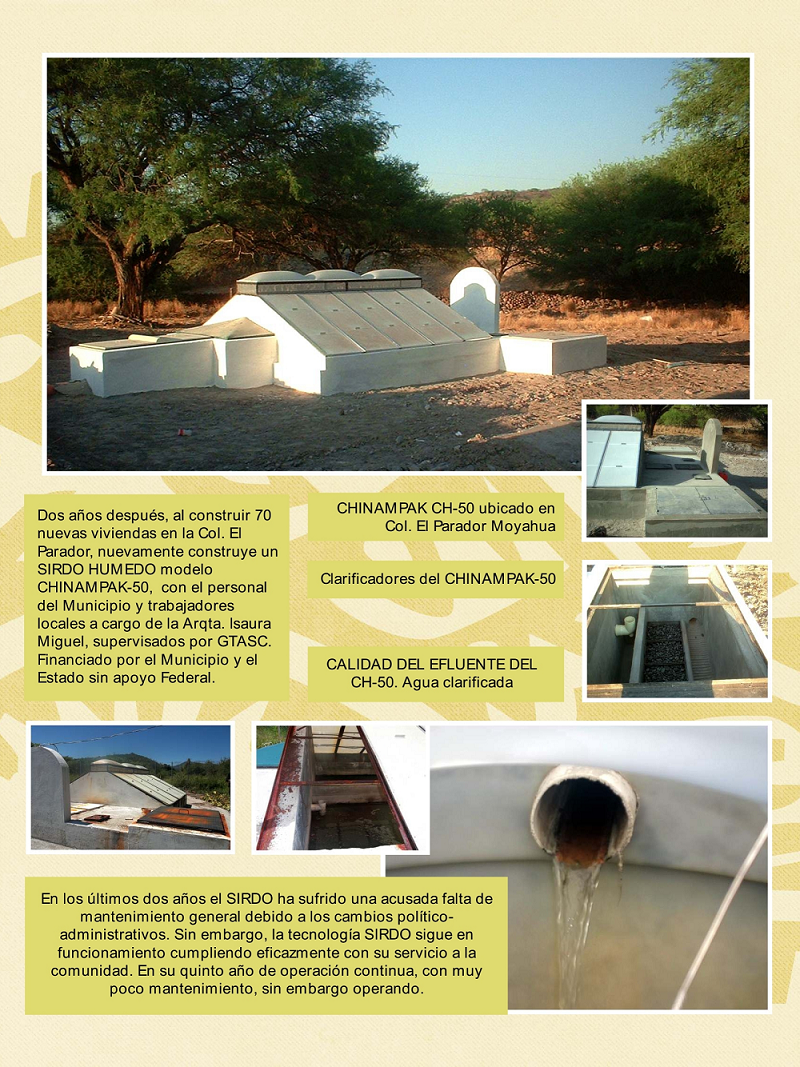 Dos años después, al construir 70
nuevas viviendas en la Col. El
Parador, nuevamente construye un
SIRDO HUMEDO modelo
CHINAMPAK-50, con el personal
del Municipio y trabajadores
locales a cargo de la Arqta. Isaura
Miguel, supervisados por GTASC.
Financiado por el Municipio y el
Estado sin apoyo Federal.
CHINAMPAK CH-50 ubicado en
Col. El Parador Moyahua
Clarificadores del CHINAMPAK-50
CALIDAD DEL EFLUENTE DEL
CH-50. Agua clarificada
En los últimos dos años el SIRDO ha sufrido una acusada falta de
mantenimiento general debido a los cambios político-
administrativos. Sin embargo, la tecnología SIRDO sigue en
funcionamiento cumpliendo eficazmente con su servicio a la
comunidad. En su quinto año de operación continua, con muy
poco mantenimiento, sin embargo operando.